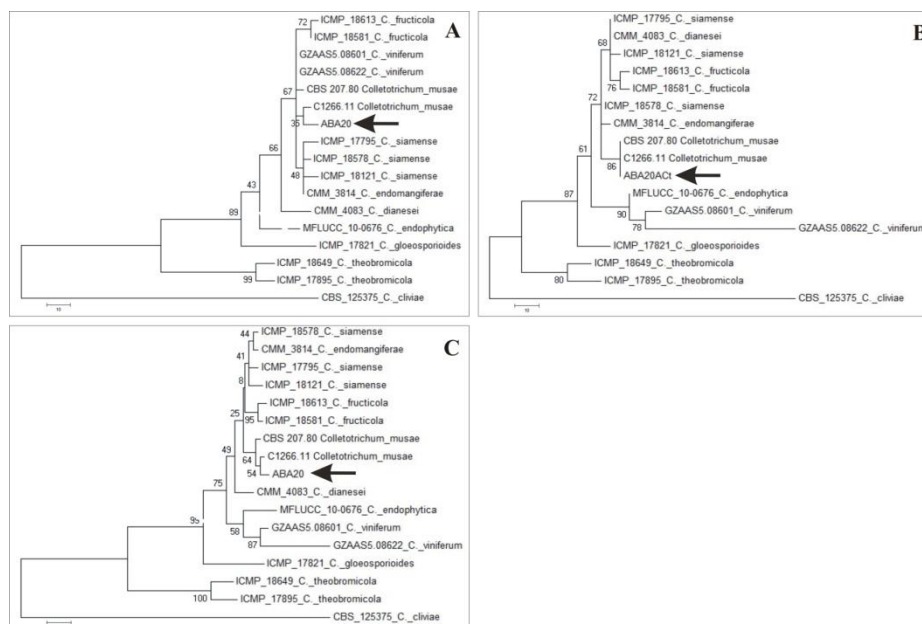 A
72
ICMP_18613_C._fructicola
ICMP_18581_C._fructicola
GZAAS5.08601_C._viniferum
GZAAS5.08622_C._viniferum
67
CBS 207.80 Colletotrichum_musae
C1266.11 Colletotrichum_musae
35
ABA20
ICMP_17795_C._siamense
66
ICMP_18578_C._siamense
48
ICMP_18121_C._siamense
43
CMM_3814_C._endomangiferae
CMM_4083_C._dianesei
89
MFLUCC_10-0676_C._endophytica
ICMP_17821_C._gloeosporioides
ICMP_18649_C._theobromicola
99
ICMP_17895_C._theobromicola
CBS_125375_C._cliviae
10
B
ICMP_17795_C._siamense
CMM_4083_C._dianesei
68
ICMP_18121_C._siamense
ICMP_18613_C._fructicola
76
ICMP_18581_C._fructicola
72
ICMP_18578_C._siamense
CMM_3814_C._endomangiferae
61
CBS 207.80 Colletotrichum_musae
C1266.11 Colletotrichum_musae
86
ABA20ACt
87
MFLUCC_10-0676_C._endophytica
90
GZAAS5.08601_C._viniferum
78
GZAAS5.08622_C._viniferum
ICMP_17821_C._gloeosporioides
ICMP_18649_C._theobromicola
80
ICMP_17895_C._theobromicola
CBS_125375_C._cliviae
10
C
44
ICMP_18578_C._siamense
CMM_3814_C._endomangiferae
41
ICMP_17795_C._siamense
8
ICMP_18121_C._siamense
ICMP_18613_C._fructicola
25
95
ICMP_18581_C._fructicola
CBS 207.80 Colletotrichum_musae
49
64
C1266.11 Colletotrichum_musae
54
ABA20
75
CMM_4083_C._dianesei
MFLUCC_10-0676_C._endophytica
95
58
GZAAS5.08601_C._viniferum
87
GZAAS5.08622_C._viniferum
ICMP_17821_C._gloeosporioides
ICMP_18649_C._theobromicola
100
ICMP_17895_C._theobromicola
CBS_125375_C._cliviae